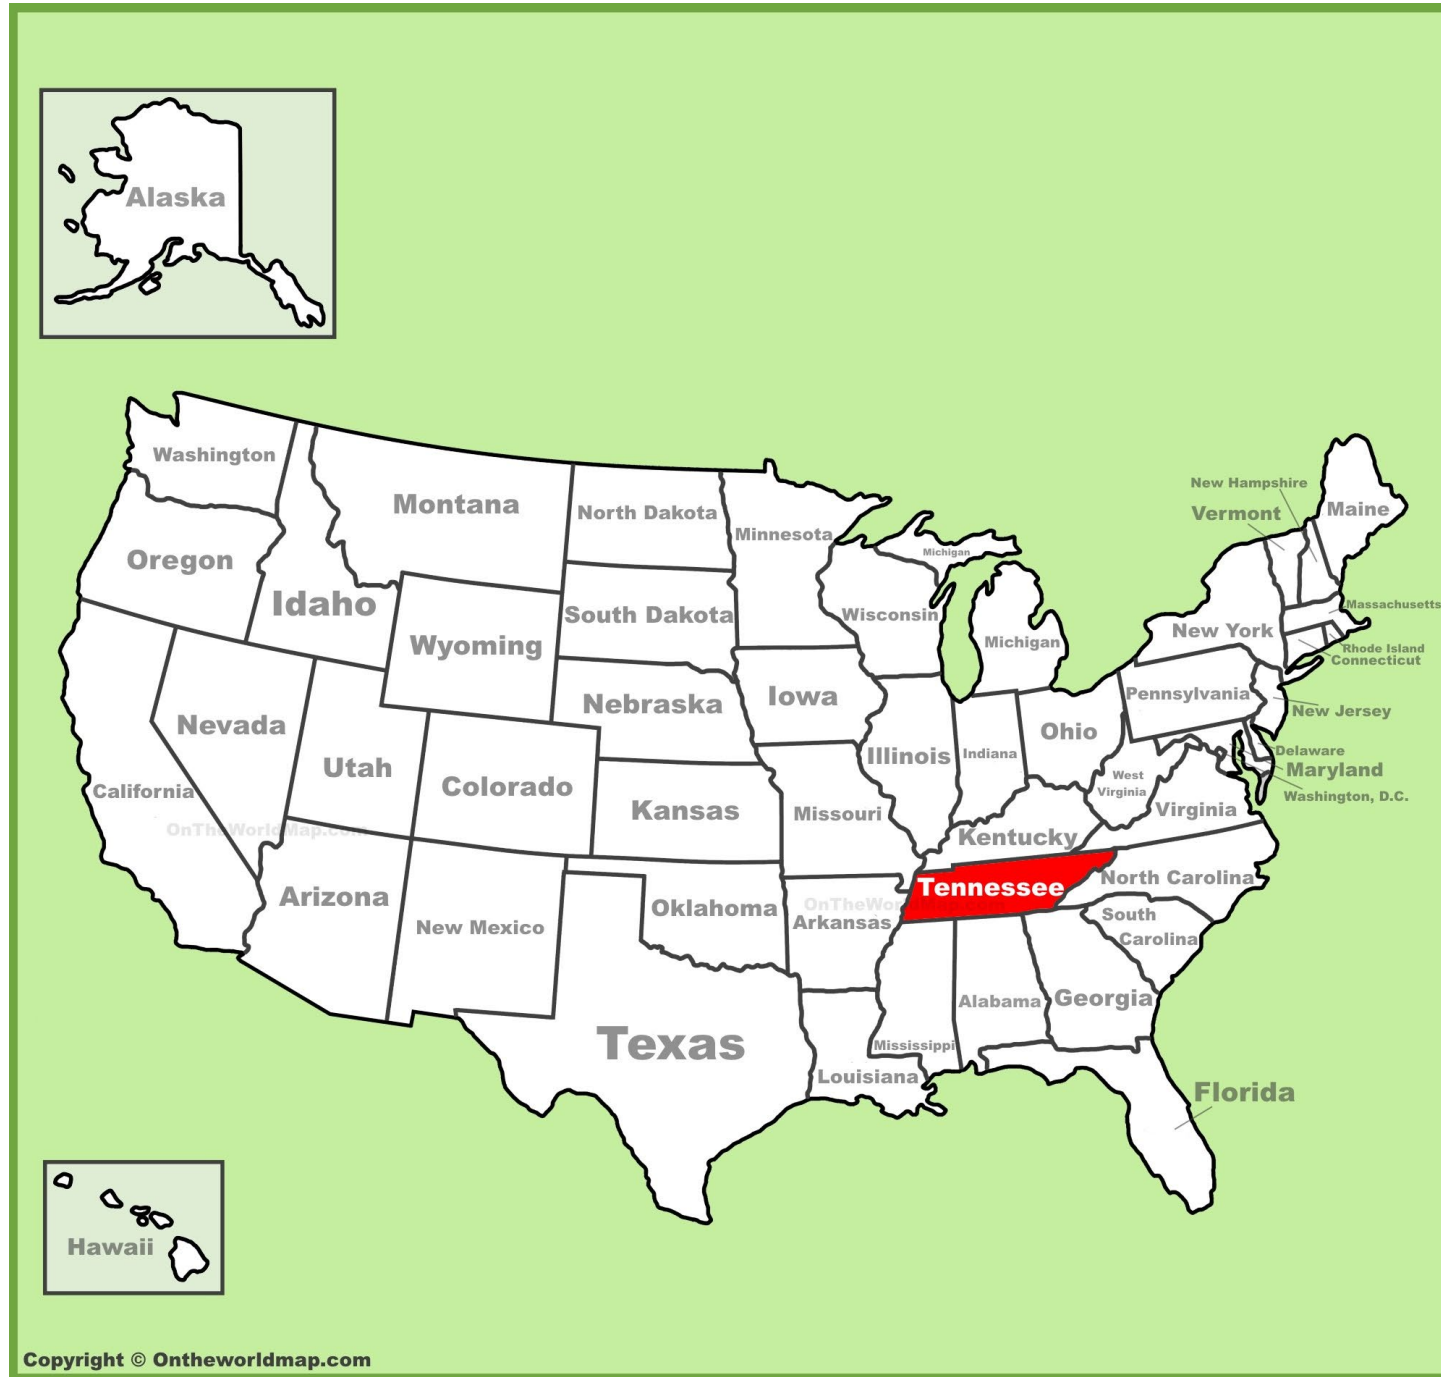 Alaska
Washington
Montana
North Dakota
Minnesota
New Hampshire
Vermont
Maine
Michigan
Oregon
Idaho
South Dakota
Wisconsin
Michigan
Massachusetts
New York
Rhode Island
Connecticut
Wyoming
Nebraska
Iowa
Pennsylvania
New Jersey
Nevada
Utah
Colorado
Illinois
Indiana
Ohio
Delaware
Maryland
Washington, D.C.
West
Virginia
Virginia
California
OnTheWorldMap.com
Kansas
Missouri
Kentucky
Arizona
New Mexico
Oklahoma
OnTheWorldMap.com
Arkansas
Tennessee
North Carolina
South
Carolina
Texas
Louisiana
Mississippi
Alabama
Georgia
Florida
Hawaii
Copyright © Ontheworldmap.com